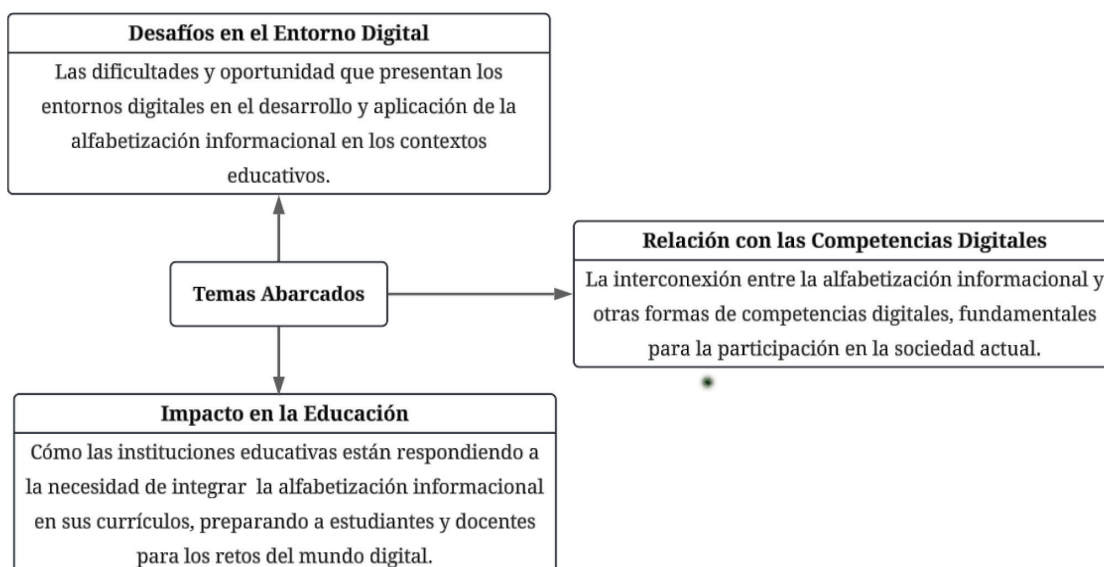 Desafíos en el Entorno Digital
Las dificultades y oportunidad que presentan los
entornos digitales en el desarrollo y aplicación de la
alfabetización informacional en los contextos
educativos.
Relación con las Competencias Digitales
La interconexión entre la alfabetización informacional y
otras formas de competencias digitales, fundamentales
para la participación en la sociedad actual.
Temas Abarcados
Impacto en la Educación
Cómo las instituciones educativas están respondiendo a
la necesidad de integrar la alfabetización informacional
en sus currículos, preparando a estudiantes y docentes
para los retos del mundo digital.